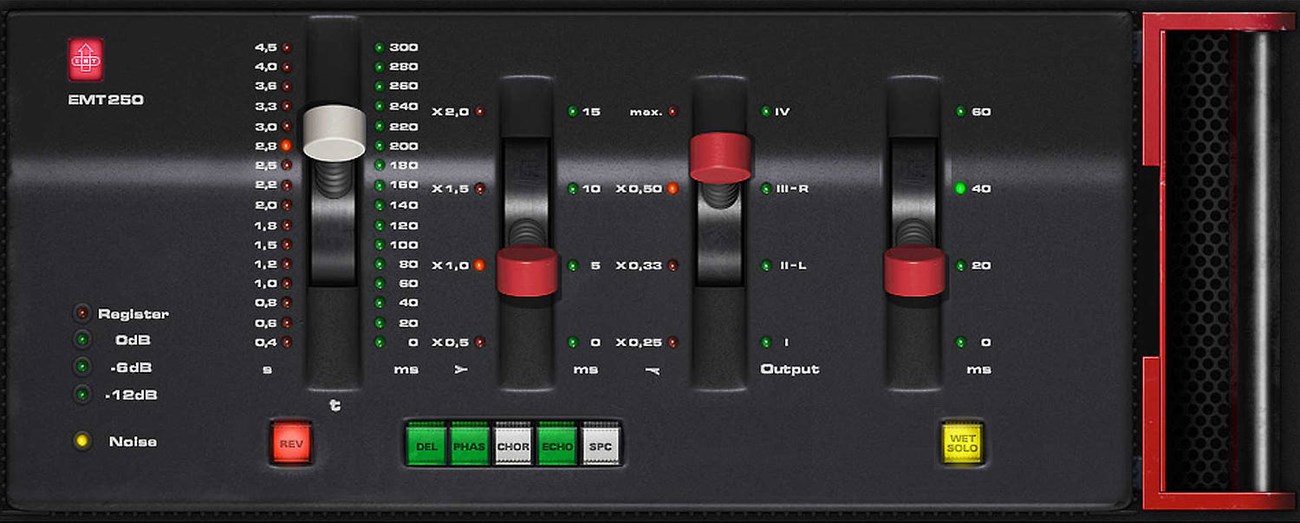 EMT
EMT250
4,5 300
4,0 280
3,6 260
3,3 240
3,0 220
2,8 200
2,5 180
2,2 160
2,0 140
1,8 120
1,5 100
1,2 80
1,0 60
0,8 40
0,6 20
0,4 0
s ms
t
X2,0 15
X1,5 10
X1,0 5
X0,5 0
ms
max. IV
X0,50 III-R
X0,33 II-L
X0,25 I
Output
60
40
20
0
ms
Register
0dB
-6dB
-12dB
Noise
REV
DEL PHAS CHOR ECHO SPC
WET
SOLO